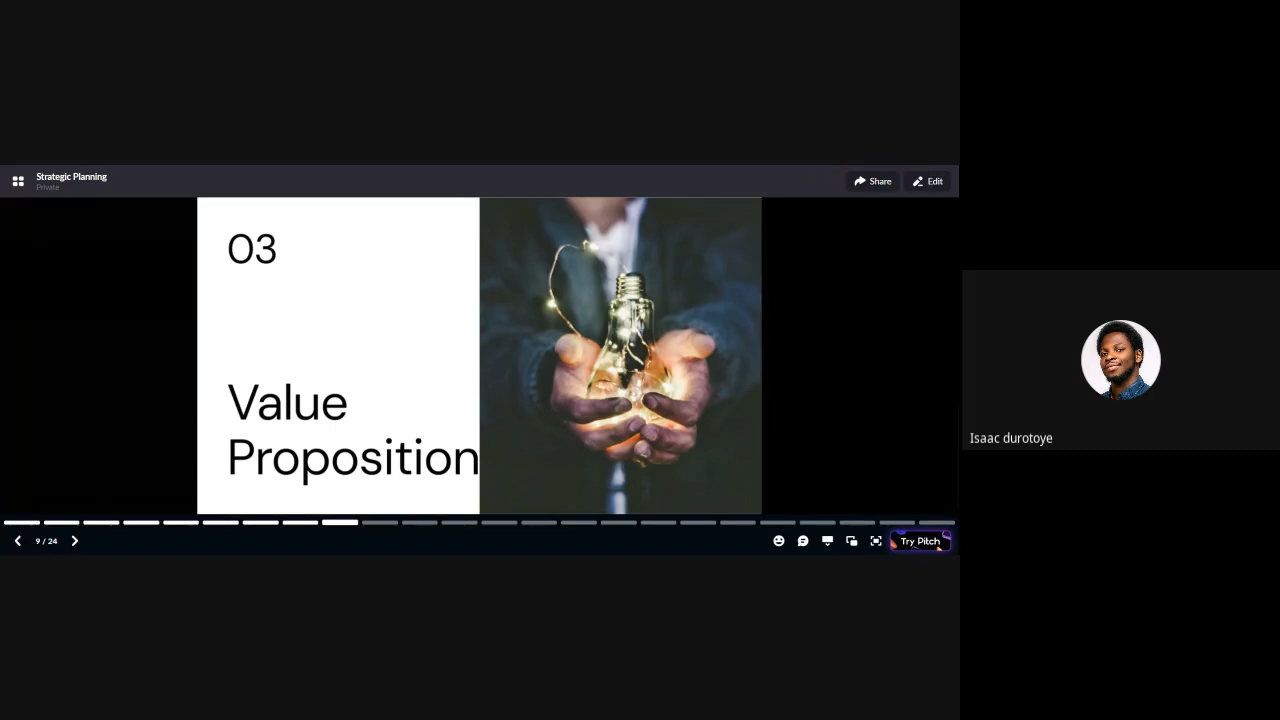 Strategic Planning
Private
Share
Edit
03
Value
Proposition
9 / 24
Try Pitch
Isaac durotoye